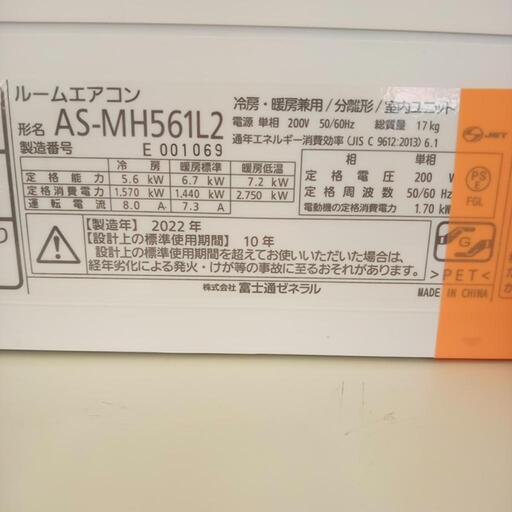 ルームエアコン
形名 AS-MH561L2
製造番号 E 001069
冷房・暖房兼用/分離形/室内ユニット
電源 単相 200V 50/60Hz 総質量 17kg
通年エネルギー消費効率(JIS C 9612:2013) 6.1
冷 房 暖房標準 暖房低温
定格能力 5.6 kW 6.7 kW 7.2 kW
定格消費電力 1.570 kW 1.440 kW 2.750 kW
運転電流 8.0 A 7.3 A
相 単相
定格電圧 200 W
定格周波数 50/60 Hz
電動機の定格消費電力 1.70 kW
JET
PS
E
FGL
【製造年】 2022 年
【設計上の標準使用期間】 10年
設計上の標準使用期間を超えてお使いいただいた場合は、
経年劣化による発火・けが等の事故に至るおそれがあります。
G
>PET<
株式会社 富士通ゼネラル
MADE IN CHINA